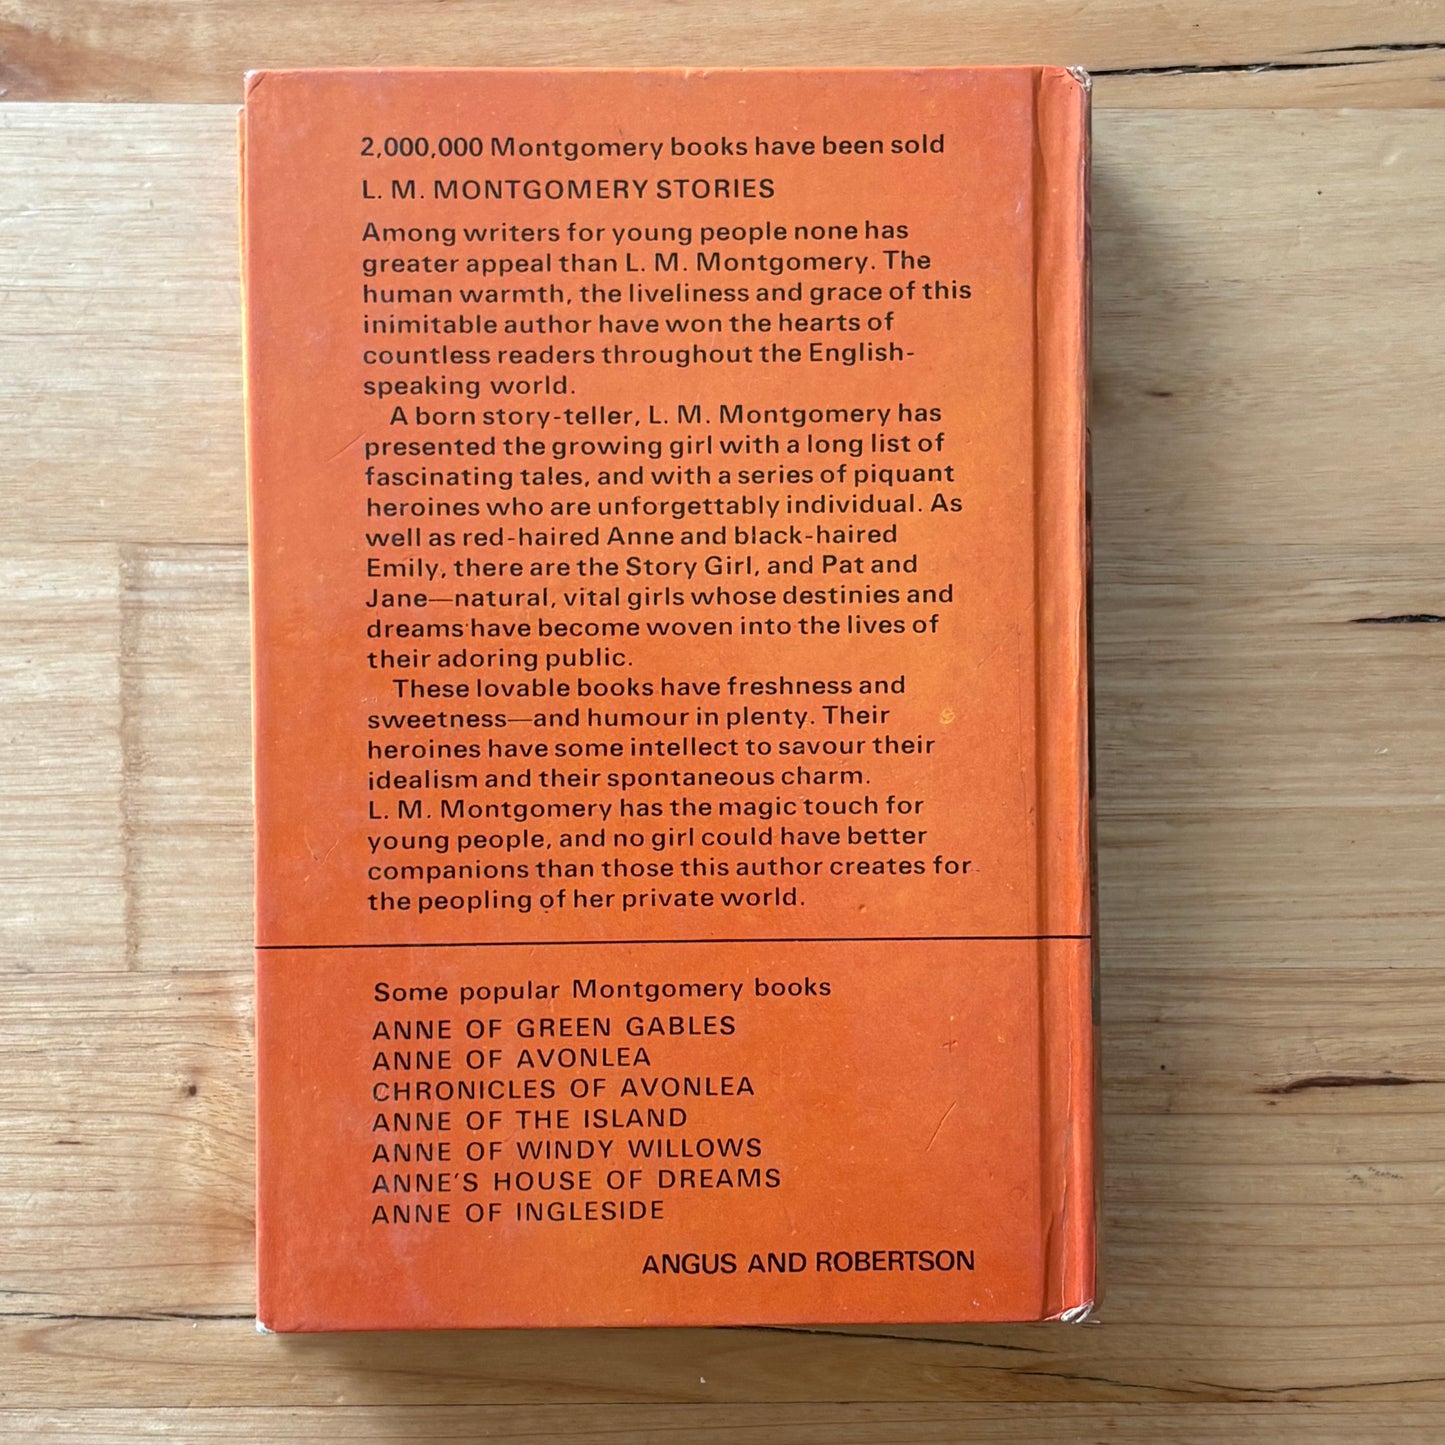 2,000,000 Montgomery books have been sold
L. M. MONTGOMERY STORIES
Among writers for young people none has
greater appeal than L. M. Montgomery. The
human warmth, the liveliness and grace of this
inimitable author have won the hearts of
countless readers throughout the English-
speaking world.
A born story-teller, L. M. Montgomery has
presented the growing girl with a long list of
fascinating tales, and with a series of piquant
heroines who are unforgettably individual. As
well as red-haired Anne and black-haired
Emily, there are the Story Girl, and Pat and
Jane—natural, vital girls whose destinies and
dreams have become woven into the lives of
their adoring public.
These lovable books have freshness and
sweetness—and humour in plenty. Their
heroines have some intellect to savour their
idealism and their spontaneous charm.
L. M. Montgomery has the magic touch for
young people, and no girl could have better
companions than those this author creates for
the peopling of her private world.
Some popular Montgomery books
ANNE OF GREEN GABLES
ANNE OF AVONLEA
CHRONICLES OF AVONLEA
ANNE OF THE ISLAND
ANNE OF WINDY WILLOWS
ANNE'S HOUSE OF DREAMS
ANNE OF INGLESIDE
ANGUS AND ROBERTSON